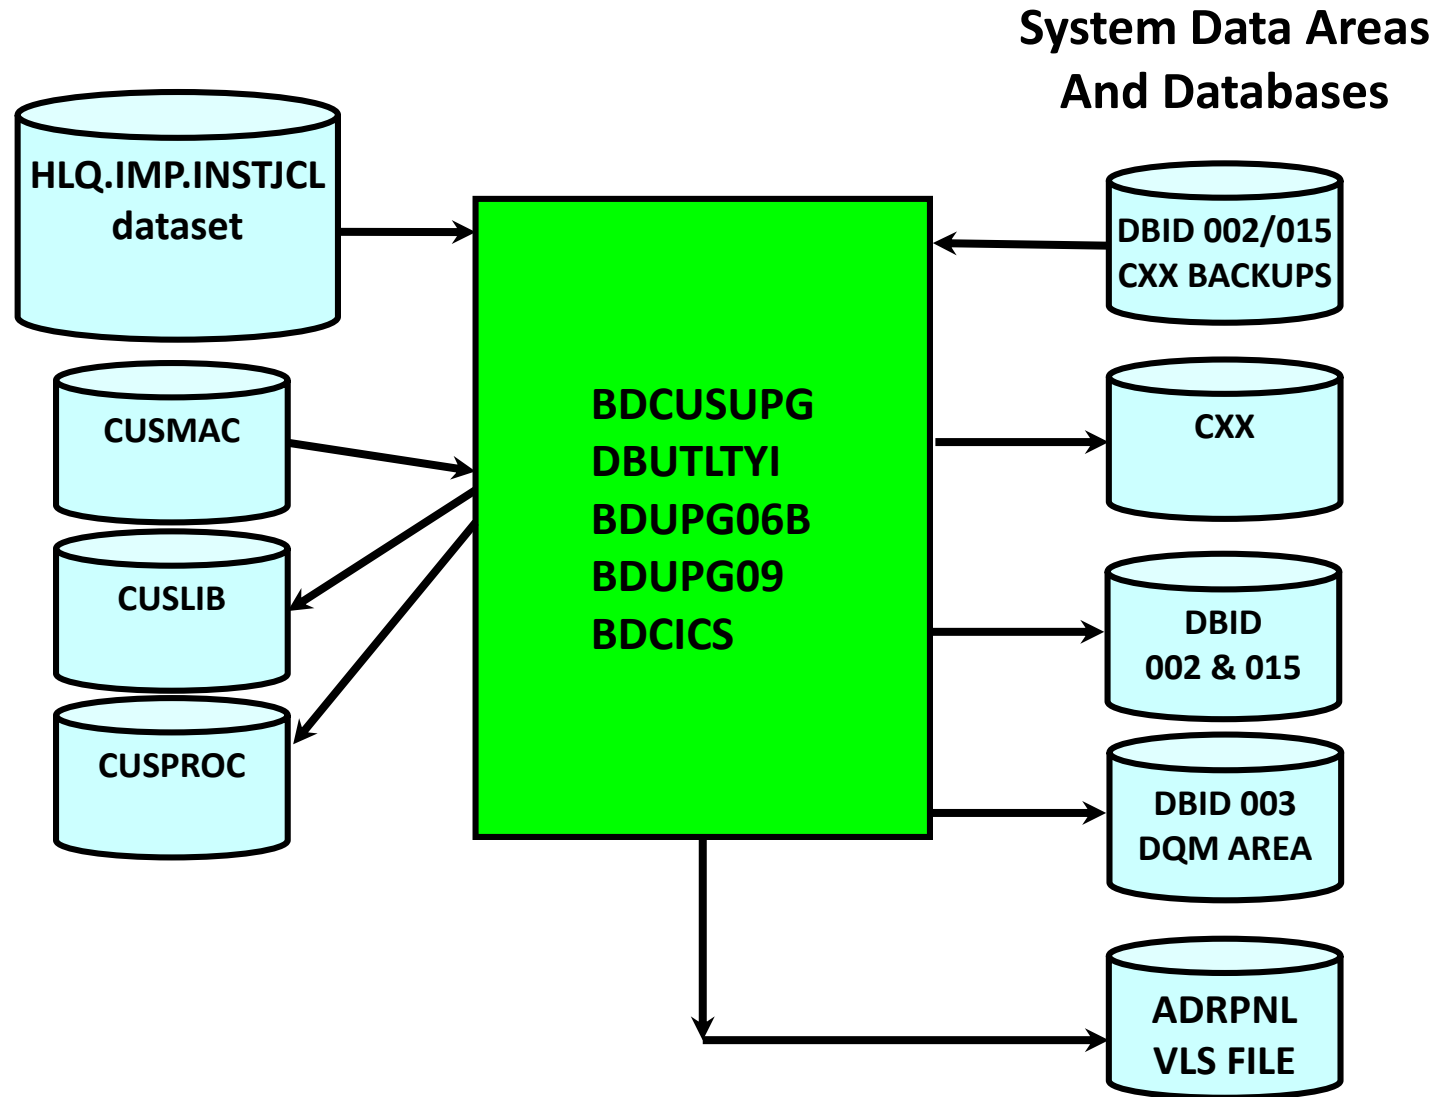 System Data Areas
And Databases
HLQ.IMP.INSTJCL
dataset
CUSMAC
CUSLIB
CUSPROC
BDCUSUPG
DBUTLTYI
BDUPG06B
BDUPG09
BDCICS
DBID 002/015
CXX BACKUPS
CXX
DBID
002 & 015
DBID 003
DQM AREA
ADRPNL
VLS FILE